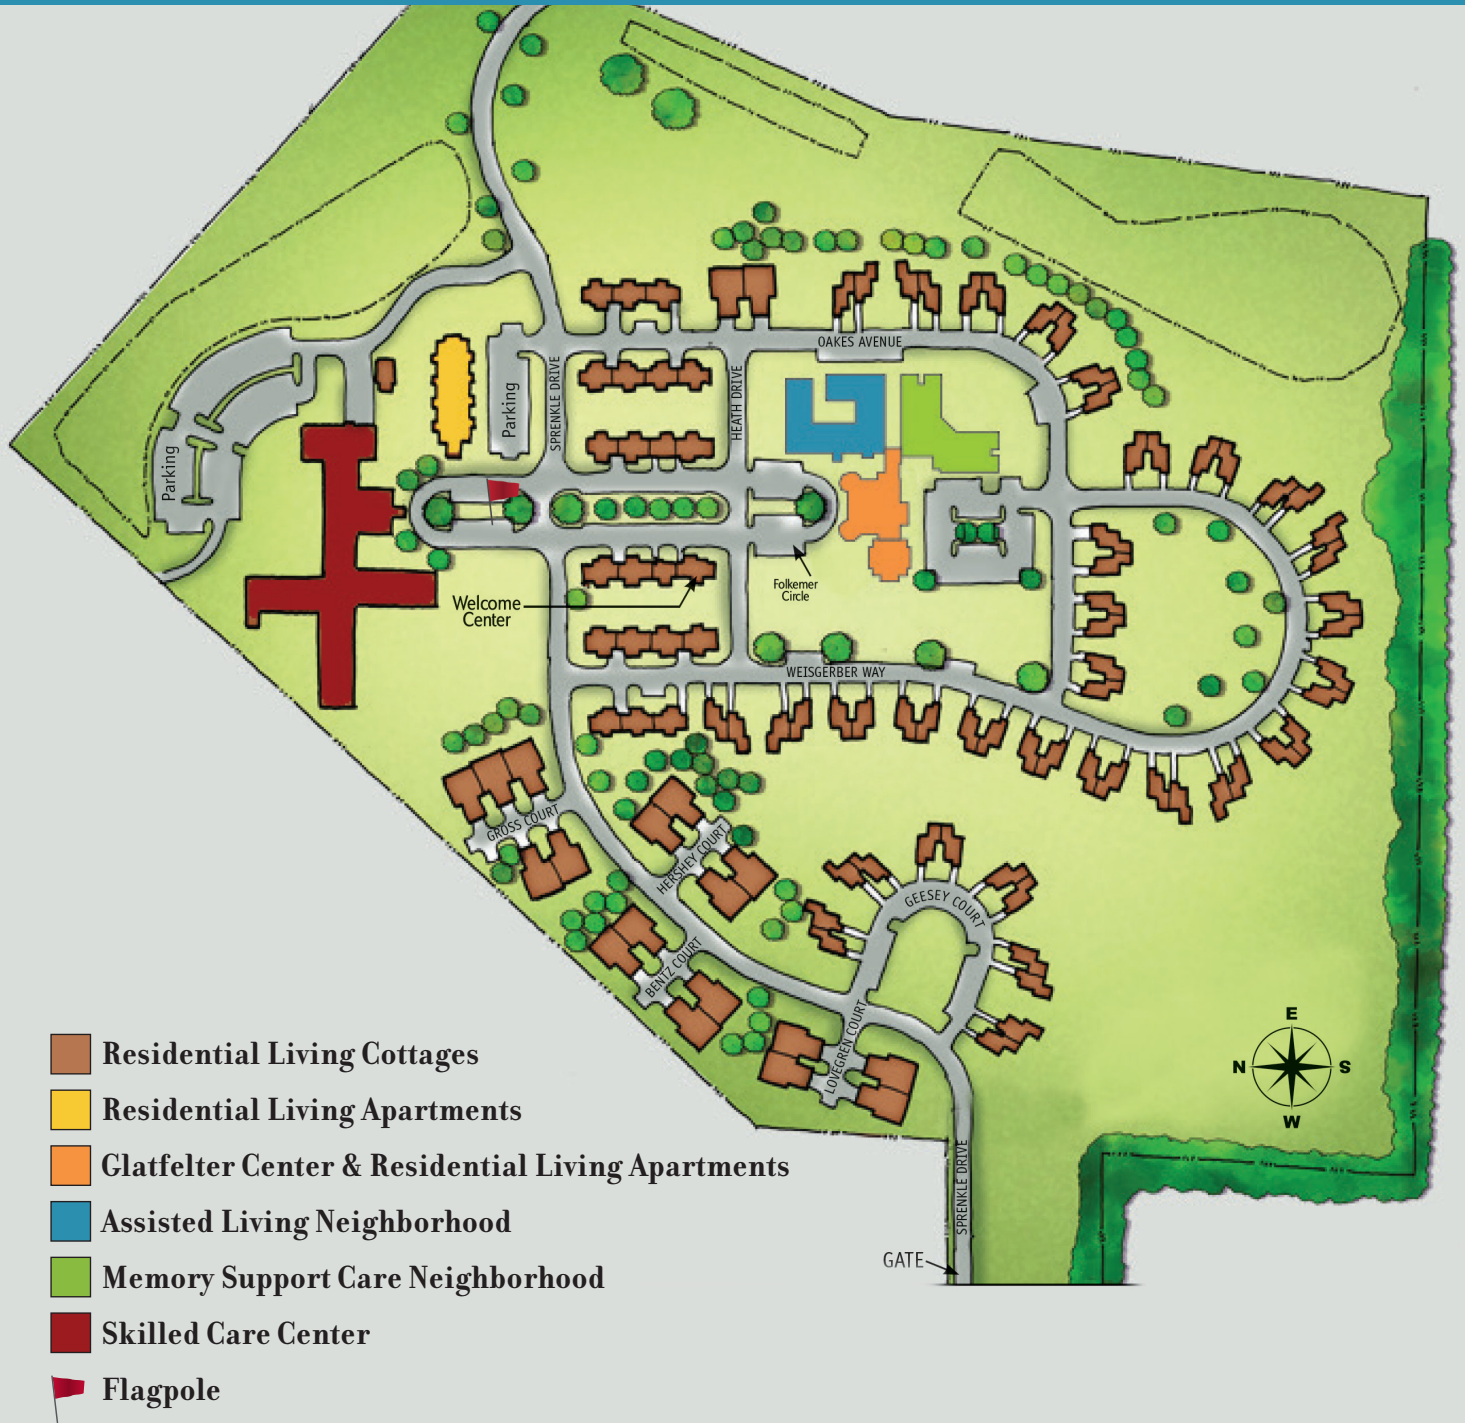 OAKES AVENUE
SPRENKLE DRIVE
HEATH DRIVE
Parking
Parking
Folkemer
Circle
Welcome
Center
WEISGERBER WAY
GROSS COURT
HERSHEY COURT
GEESEY COURT
BENTZ COURT
LOVEGREN COURT
SPRENKLE DRIVE
GATE
E
N
S
W
Residential Living Cottages
Residential Living Apartments
Glatfelter Center & Residential Living Apartments
Assisted Living Neighborhood
Memory Support Care Neighborhood
Skilled Care Center
Flagpole